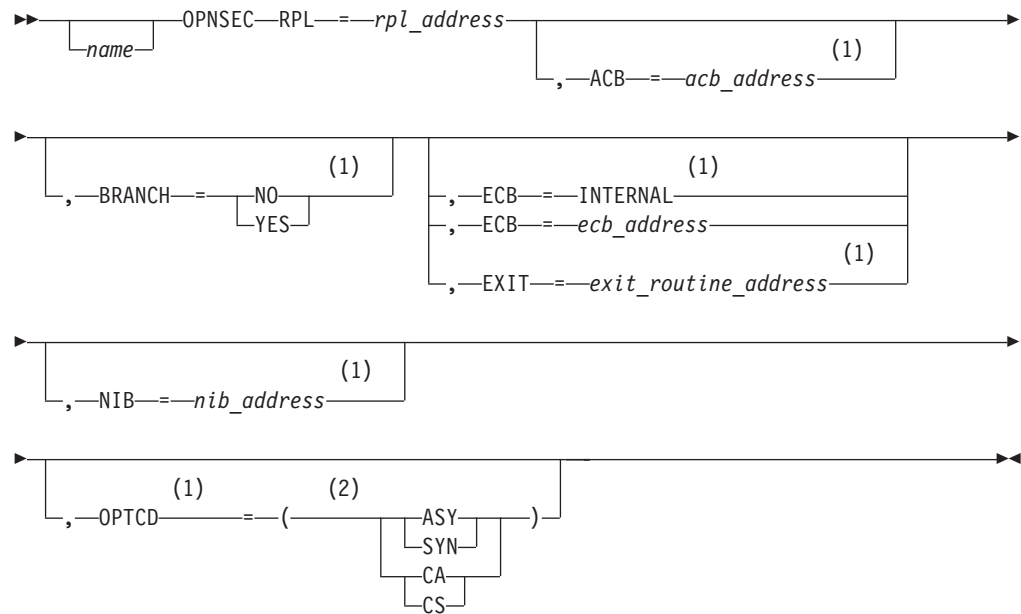 OPNSEC RPL = rpl_address
name
(1)
, ACB = acb_address
(1) (1)
, BRANCH = NO , ECB = INTERNAL
YES , ECB = ecb_address
(1)
, EXIT = exit_routine_address
(1)
, NIB = nib_address
(1) (2)
, OPTCD = ( ASY )
SYN
CA
CS